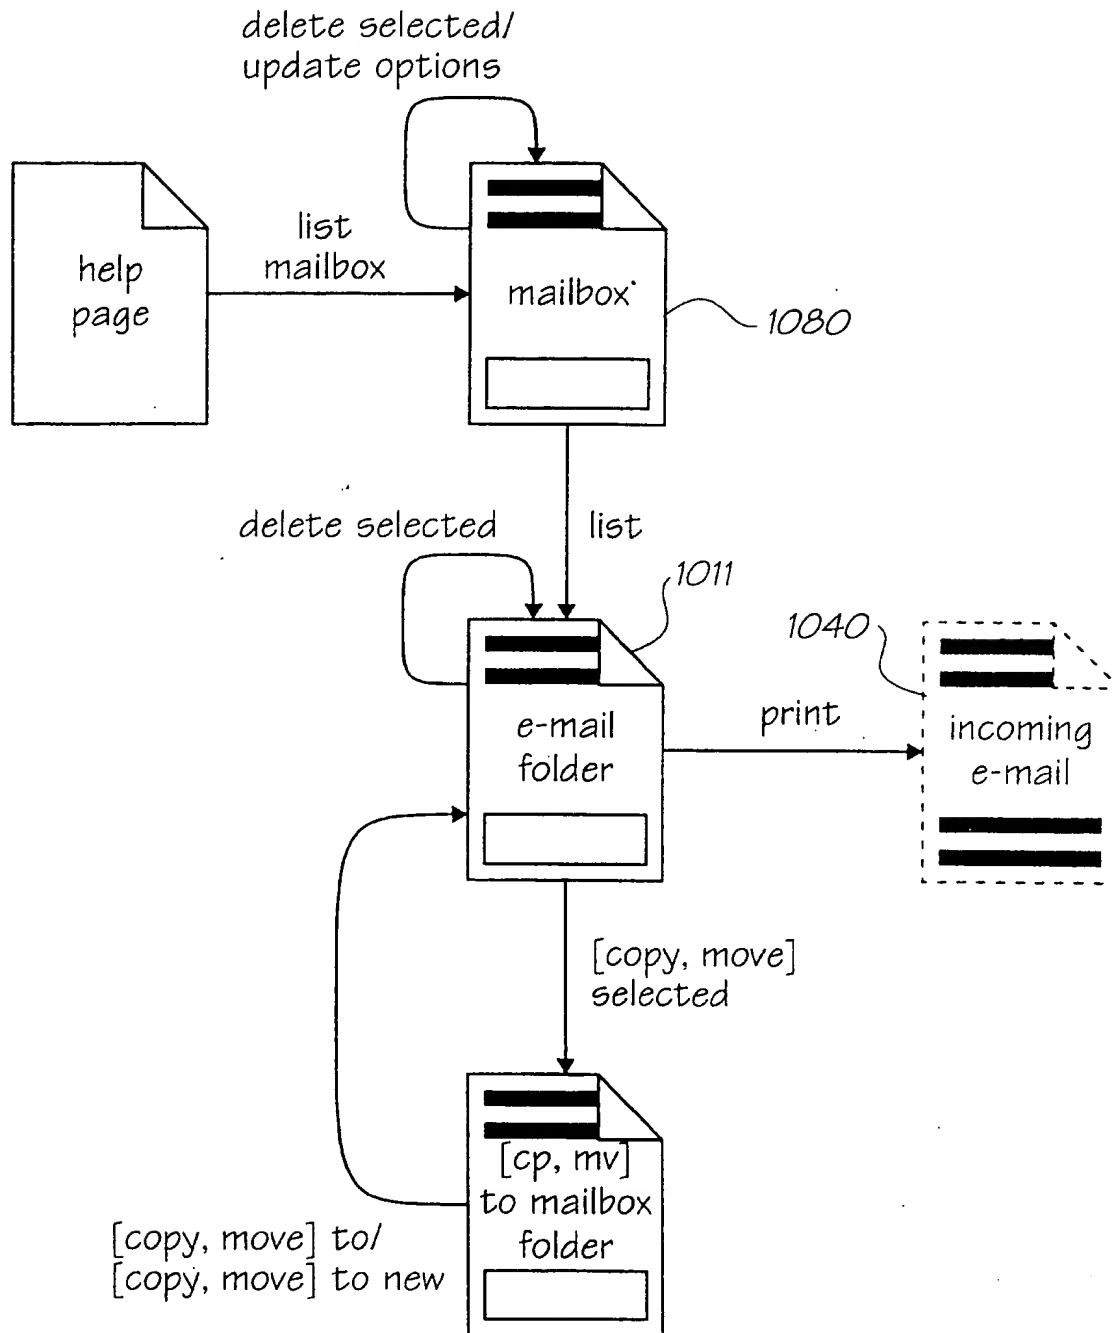 delete selected/
update options
help
page
list
mailbox
mailbox
1080
delete selected
list
1011
1040
e-mail
folder
print
incoming
e-mail
[copy, move]
selected
[cp, mv]
to mailbox
folder
[copy, move] to/
[copy, move] to new